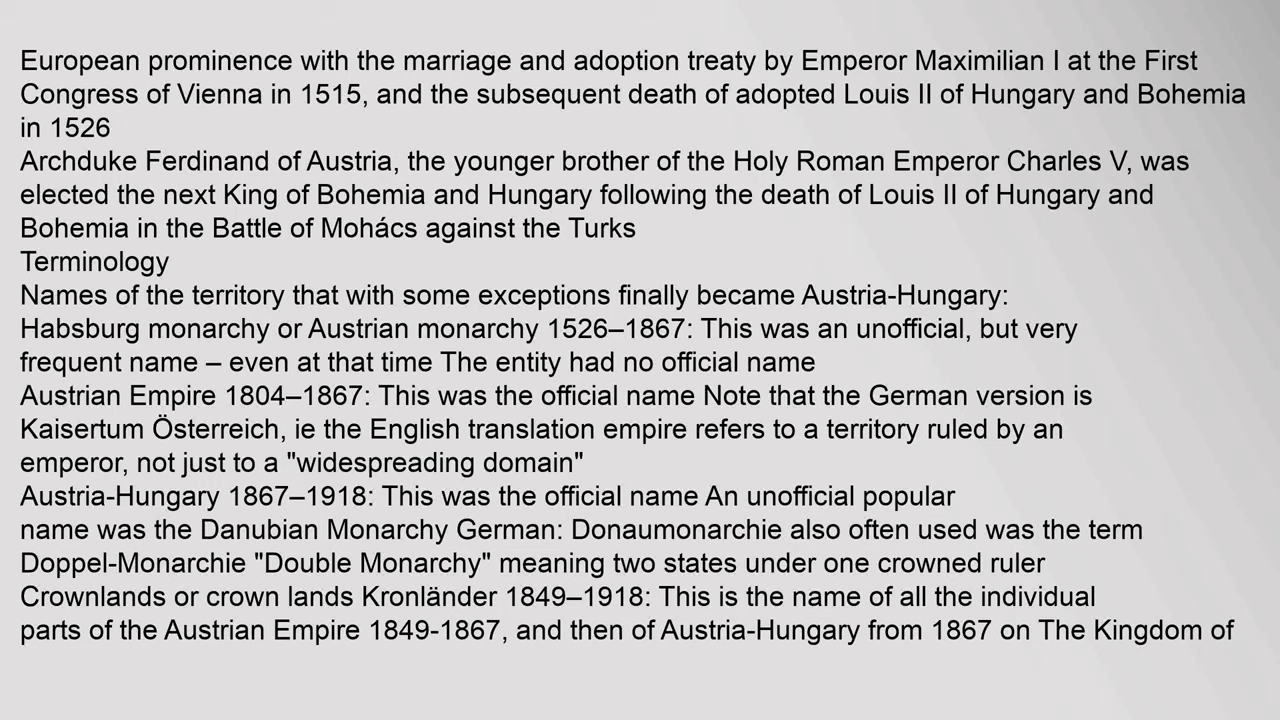 European prominence with the marriage and adoption treaty by Emperor Maximilian I at the First
Congress of Vienna in 1515, and the subsequent death of adopted Louis II of Hungary and Bohemia
in 1526
Archduke Ferdinand of Austria, the younger brother of the Holy Roman Emperor Charles V, was
elected the next King of Bohemia and Hungary following the death of Louis II of Hungary and
Bohemia in the Battle of Mohács against the Turks
Terminology
Names of the territory that with some exceptions finally became Austria-Hungary:
Habsburg monarchy or Austrian monarchy 1526–1867: This was an unofficial, but very
frequent name – even at that time The entity had no official name
Austrian Empire 1804–1867: This was the official name Note that the German version is
Kaisertum Österreich, ie the English translation empire refers to a territory ruled by an
emperor, not just to a "widespreading domain"
Austria-Hungary 1867–1918: This was the official name An unofficial popular
name was the Danubian Monarchy German: Donaumonarchie also often used was the term
Doppel-Monarchie "Double Monarchy" meaning two states under one crowned ruler
Crownlands or crown lands Kronländer 1849–1918: This is the name of all the individual
parts of the Austrian Empire 1849-1867, and then of Austria-Hungary from 1867 on The Kingdom of